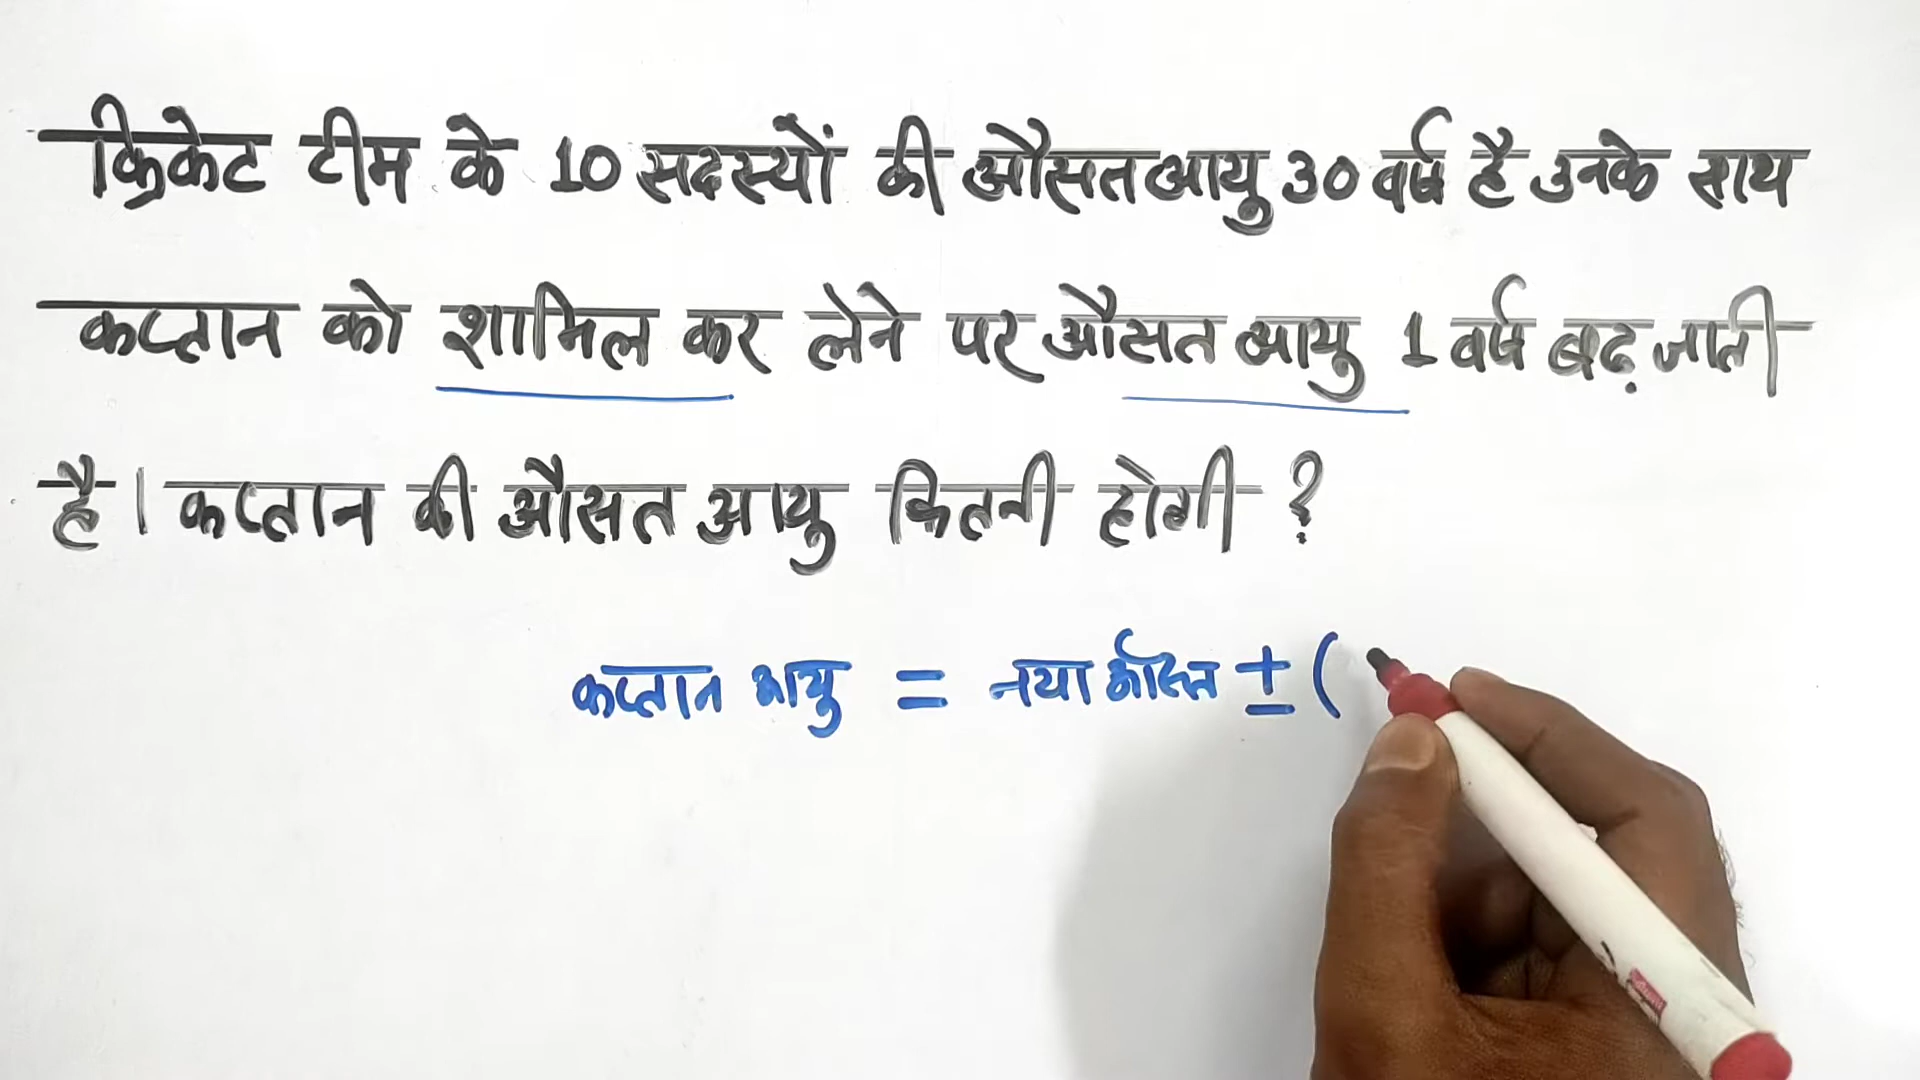 क्रिकेट टीम के 10 सदस्यों की औसत आयु 30 वर्ष है उनके साथ
कप्तान को शामिल कर लेने पर औसत आयु 1 वर्ष बढ़ जाती
है। कप्तान की औसत आयु कितनी होगी ?
कप्तान आयु = नया औसत ± (